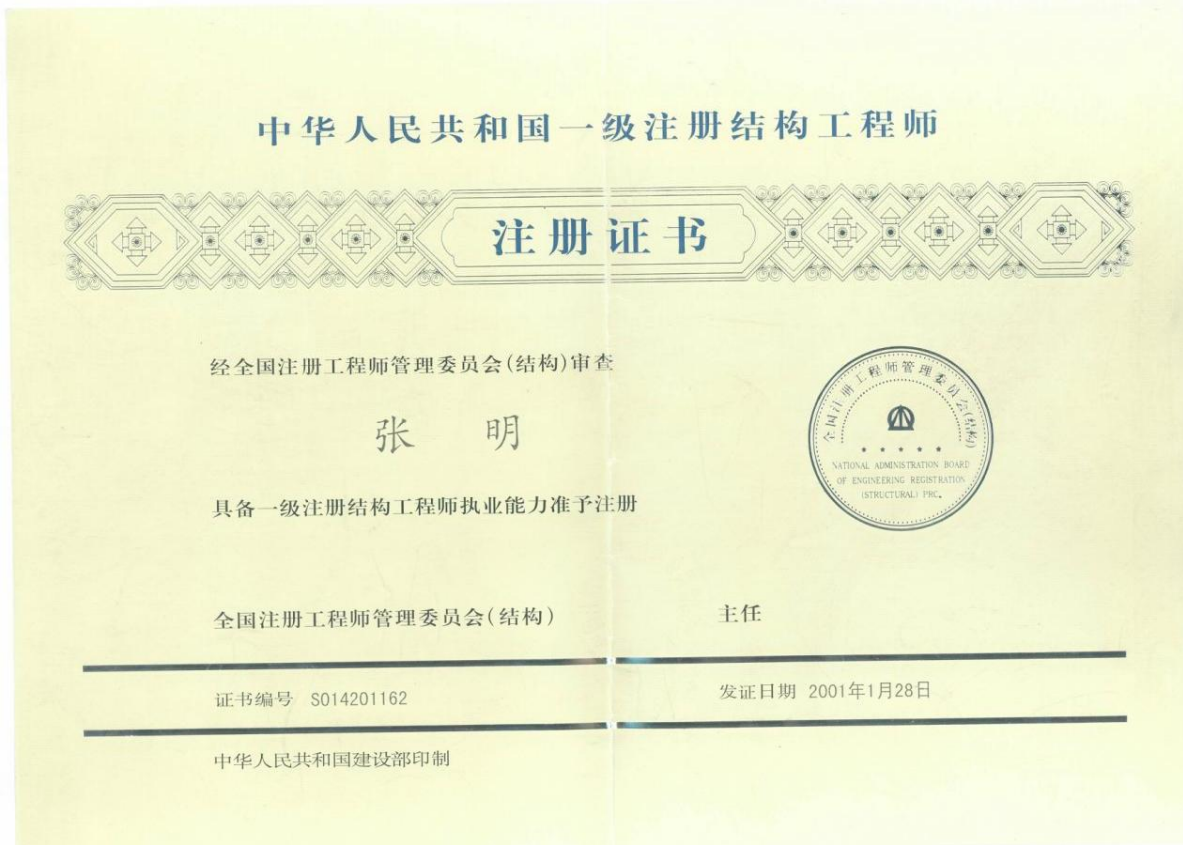 中华人民共和国一级注册结构工程师
注册证书
经全国注册工程师管理委员会(结构)审查
张 明
具备一级注册结构工程师执业能力准予注册
全国注册工程师管理委员会(结构)
NATIONAL ADMINISTRATION BOARD
OF ENGINEERING REGISTRATION
(STRUCTURAL) PRC.
全国注册工程师管理委员会(结构)
主任
证书编号 S014201162
发证日期 2001年1月28日
中华人民共和国建设部印制